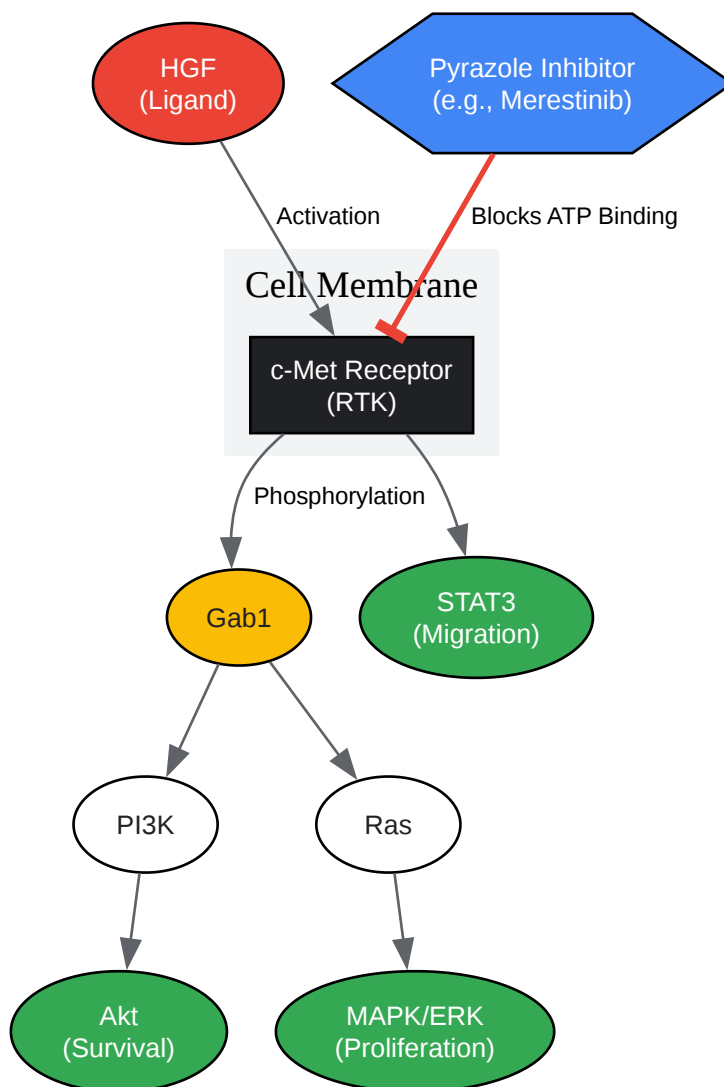 HGF
(Ligand)
Pyrazole Inhibitor
(e.g., Merestinib)
Activation
Blocks ATP Binding
Cell Membrane
c-Met Receptor
(RTK)
Phosphorylation
Gab1
STAT3
(Migration)
PI3K
Ras
Akt
(Survival)
MAPK/ERK
(Proliferation)